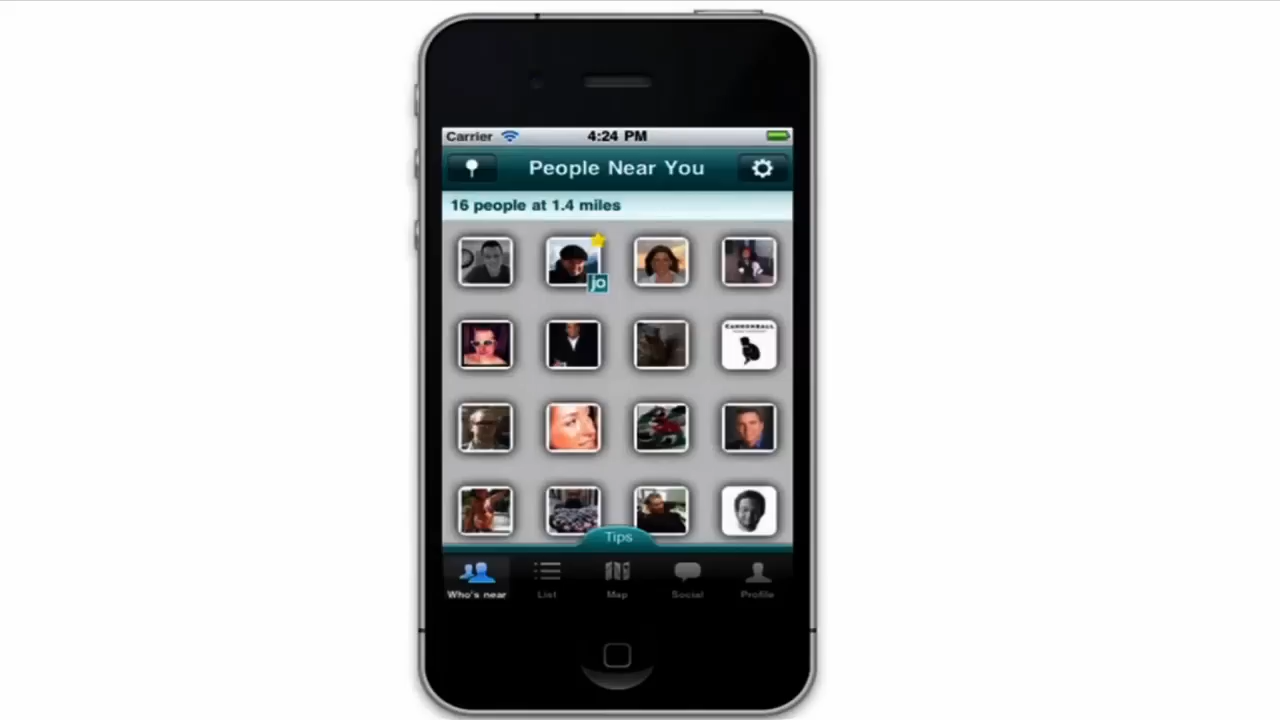 Carrier 4:24 PM
People Near You
16 people at 1.4 miles
jo
CANNONBALL
Tips
Who's near List Map Social Profile